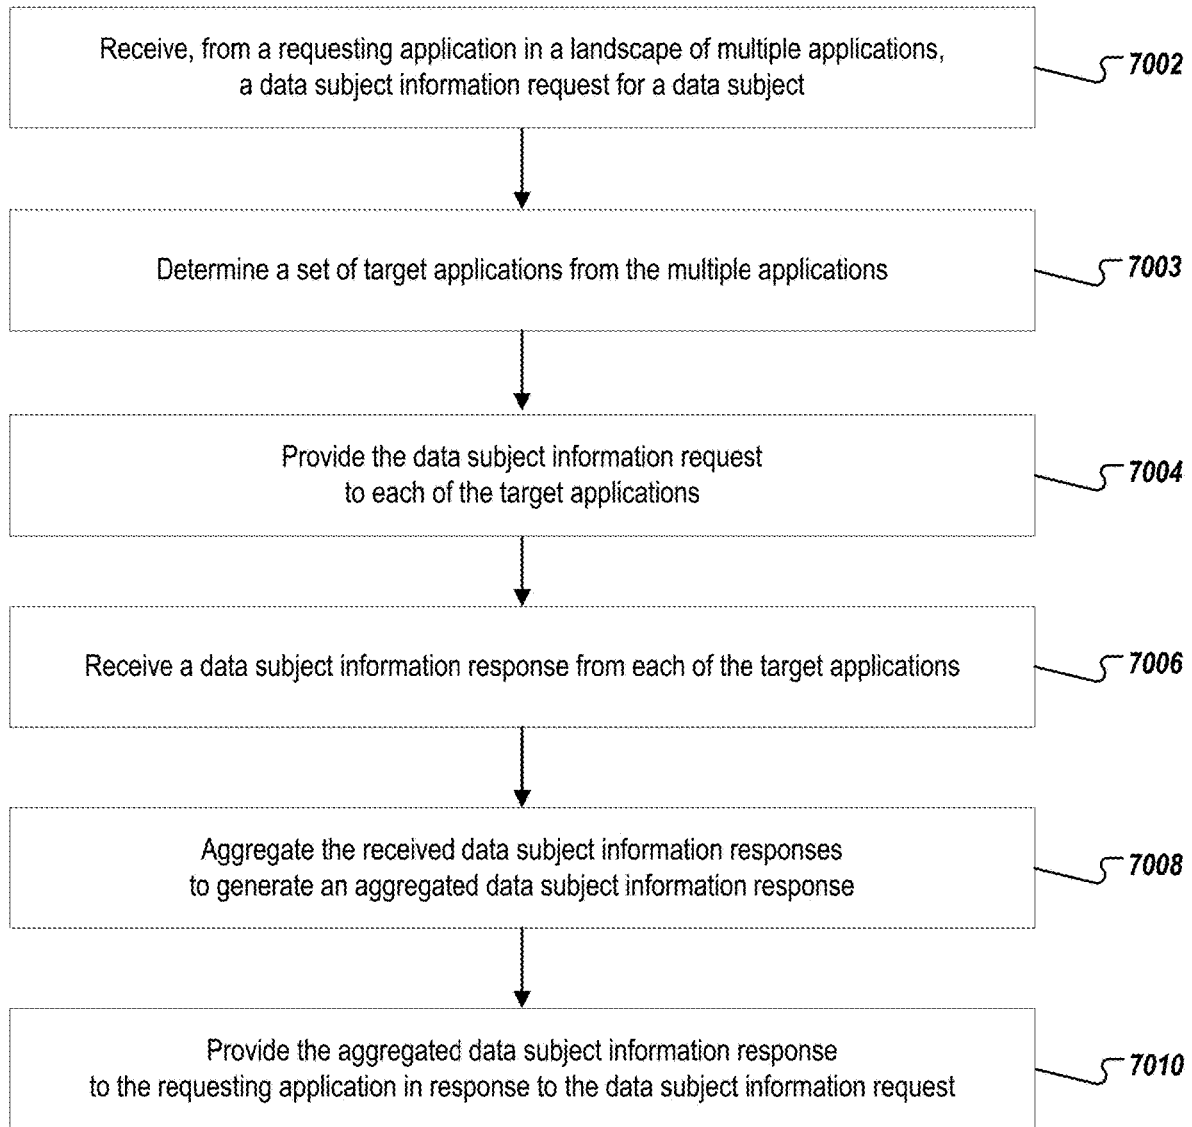 Receive, from a requesting application in a landscape of multiple applications,
a data subject information request for a data subject
7002
Determine a set of target applications from the multiple applications
7003
Provide the data subject information request
to each of the target applications
7004
Receive a data subject information response from each of the target applications
7006
Aggregate the received data subject information responses
to generate an aggregated data subject information response
7008
Provide the aggregated data subject information response
to the requesting application in response to the data subject information request
7010